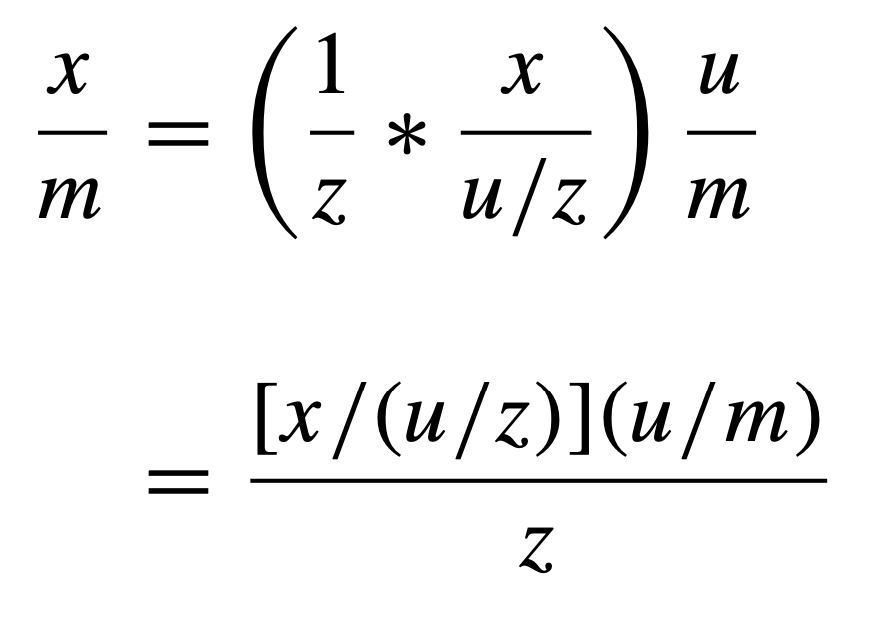 x/m = (1/z * x/(u/z)) u/m
= [x/(u/z)](u/m)/z